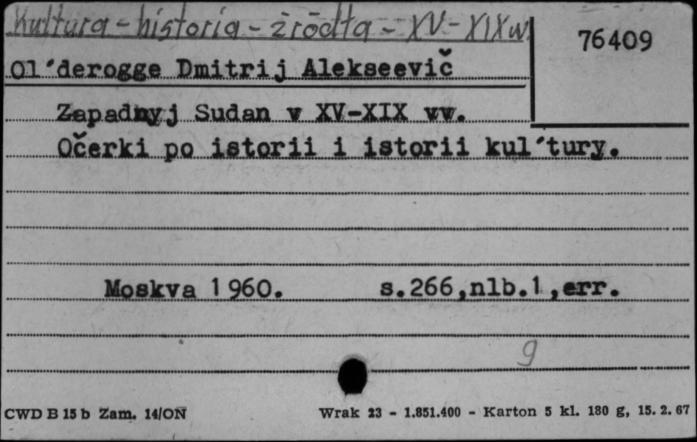 Kultura - historia - źródła - XV - XIX w.
76409
Ol´derogge Dmitrij Alekseevič
Zapadnyj Sudan v XV-XIX vv.
Očerki po istorii i istorii kul´tury.
Moskva 1960. s.266,nlb.1,err.
g
CWD B 15 b Zam. 14/ON Wrak 23 - 1.851.400 - Karton 5 kl. 180 g, 15. 2. 67